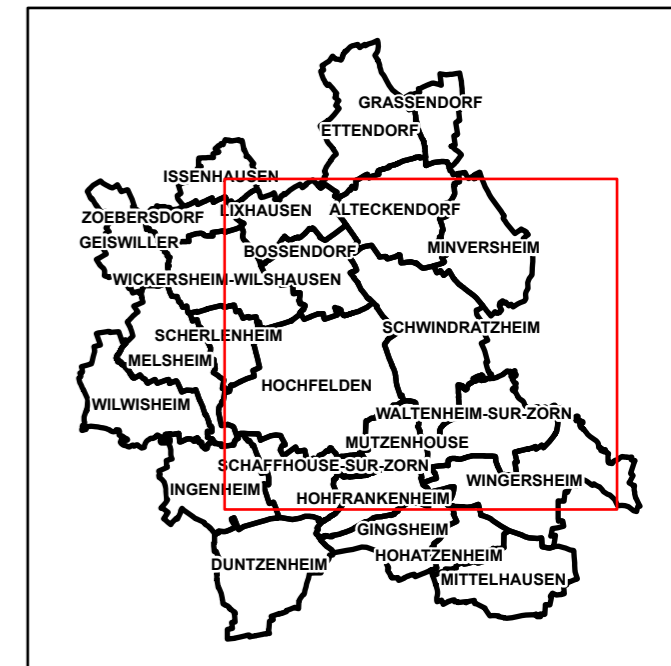 GRASSENDORF
ETTENDORF
ISSENHAUSEN
ZOEBERSDORF
LIXHAUSEN
ALTECKENDORF
GEISWILLER
BOSSENDORF
MINVERSHEIM
WICKERSHEIM-WILSHAUSEN
SCHERLENHEIM
SCHWINDRATZHEIM
MELSHEIM
HOCHFELDEN
WILWISHEIM
WALTENHEIM-SUR-ZORN
MUTZENHOUSE
SCHAFFHOUSE-SUR-ZORN
INGENHEIM
WINGERSHEIM
HOHFRANKENHEIM
GINGSHEIM
DUNTZENHEIM
HOHATZENHEIM
MITTELHAUSEN